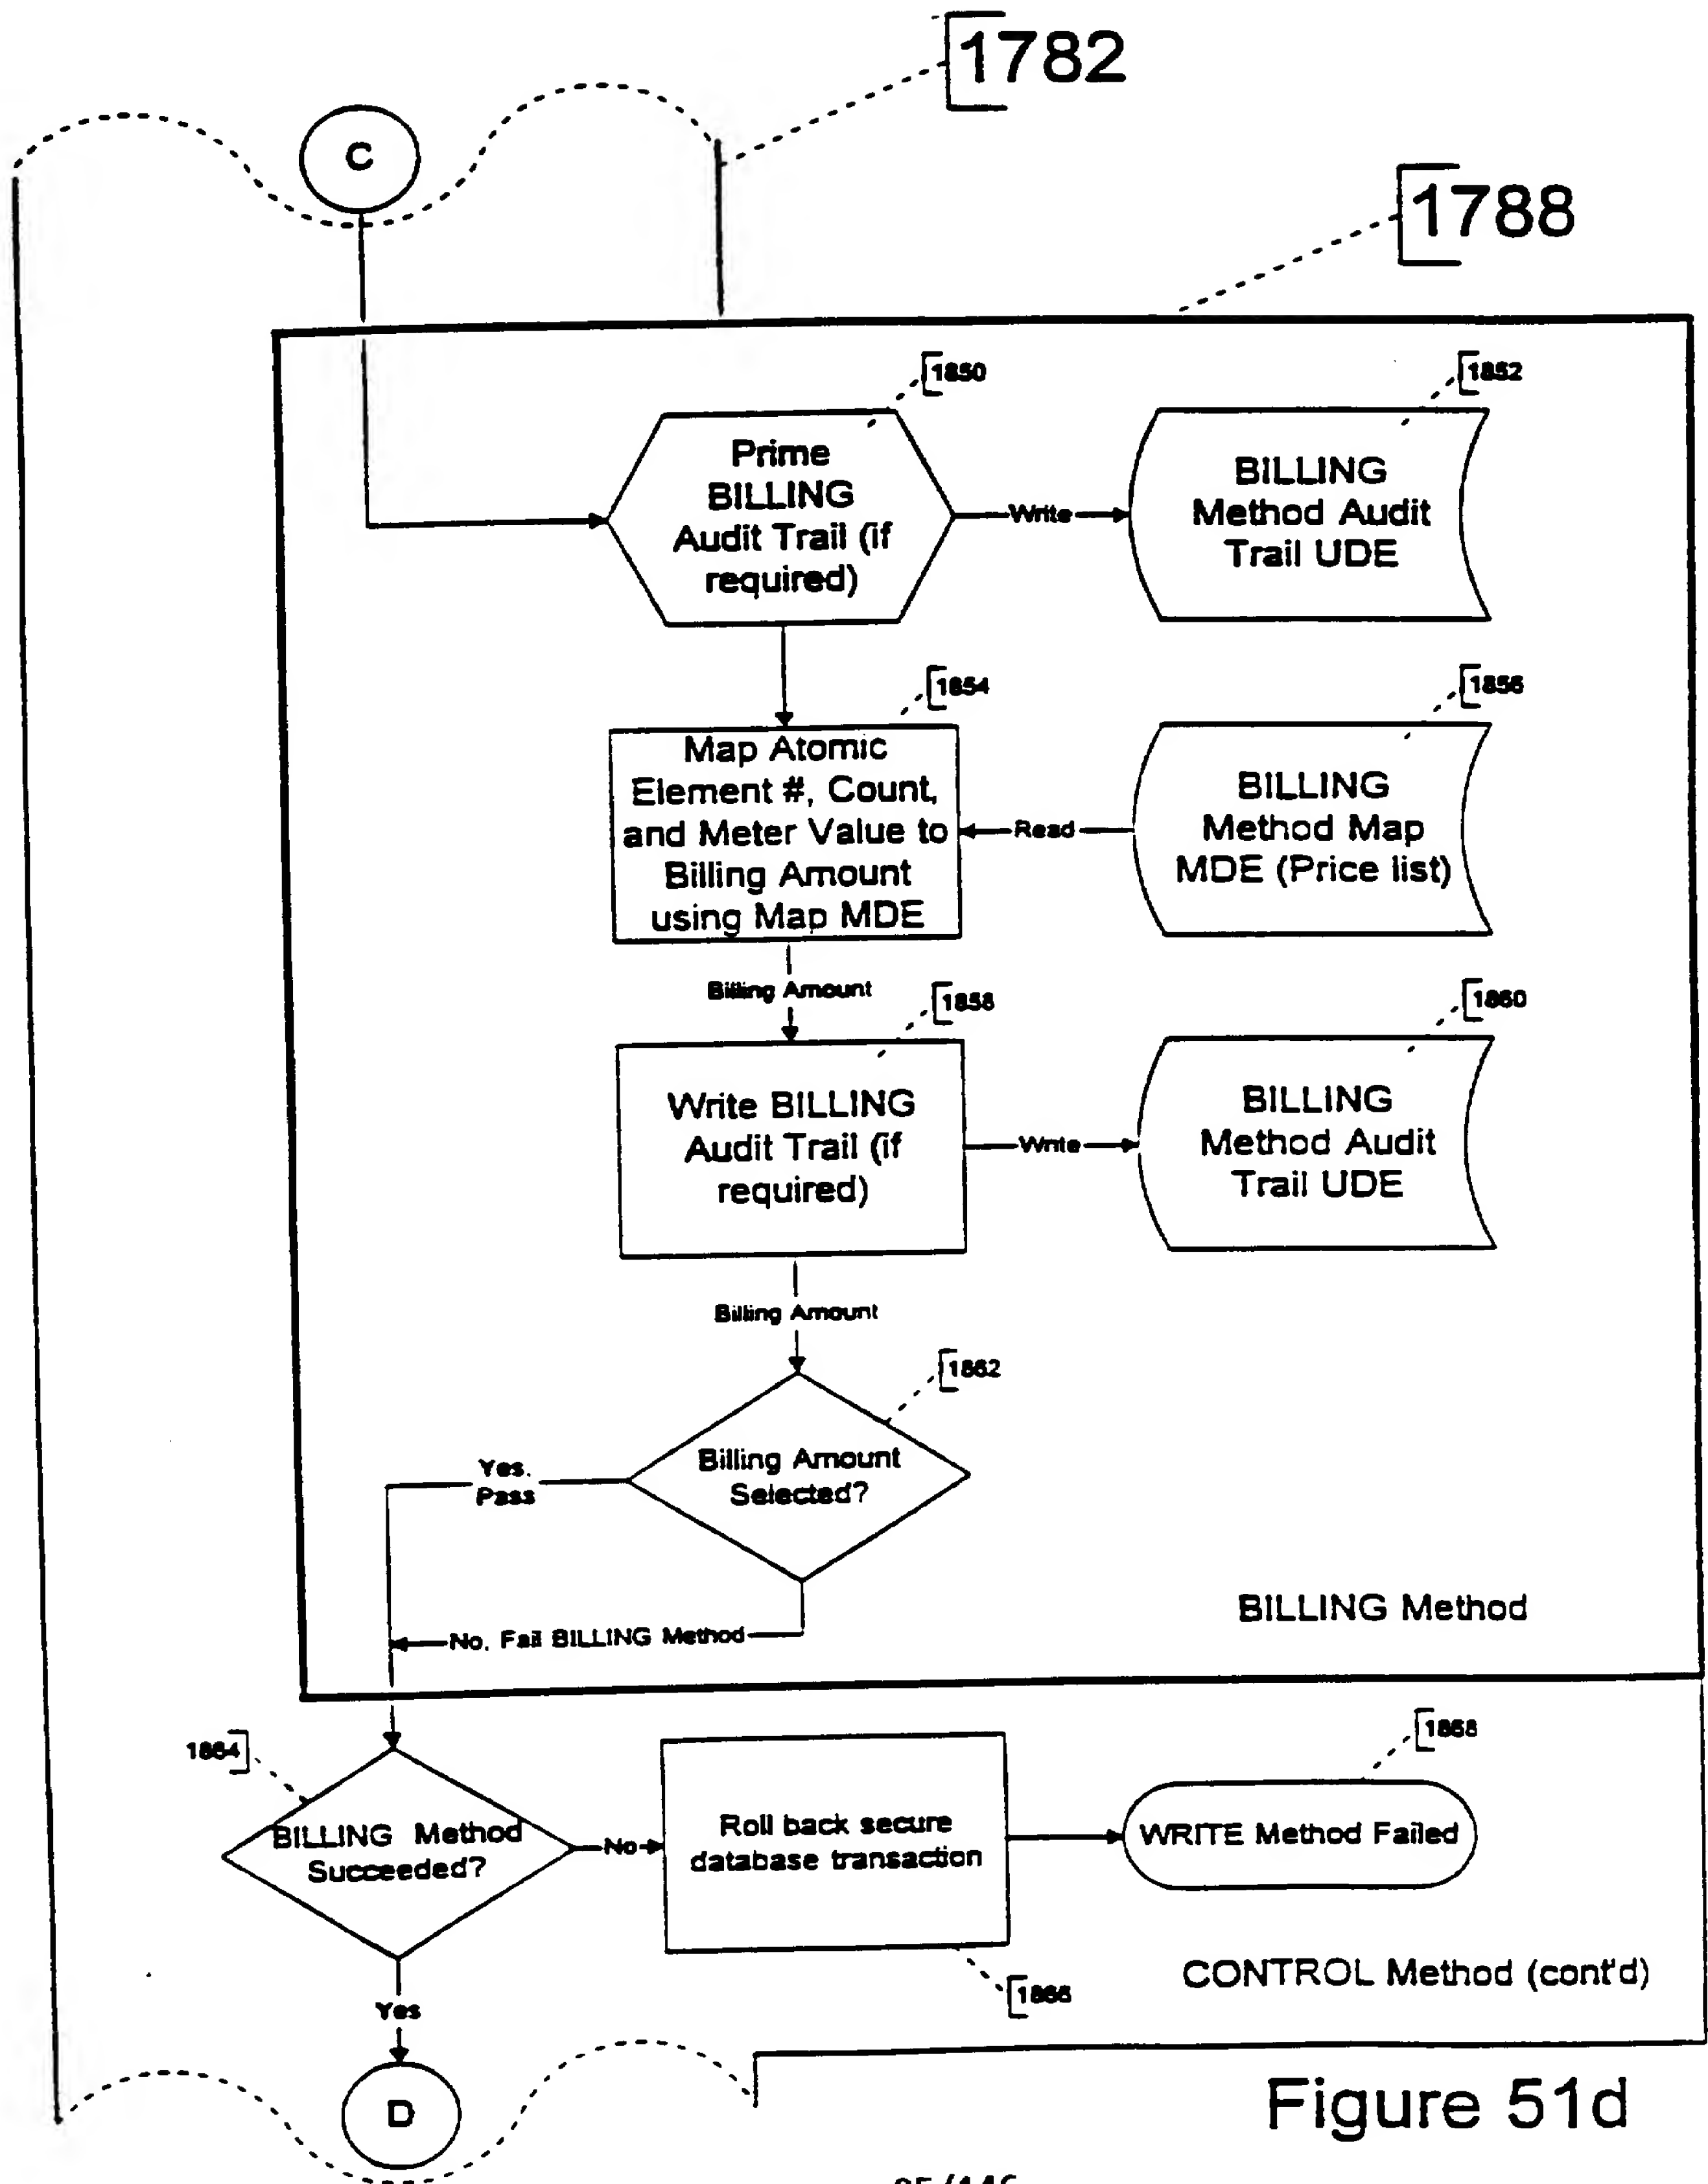 1782
C
1788
1850
1852
Prime
BILLING
Audit Trail (if
required)
Write
BILLING
Method Audit
Trail UDE
1854
1856
Map Atomic
Element #, Count,
and Meter Value to
Billing Amount
using Map MDE
Read
BILLING
Method Map
MDE (Price list)
Billing Amount
1858
1860
Write BILLING
Audit Trail (if
required)
Write
BILLING
Method Audit
Trail UDE
Billing Amount
1862
Billing Amount
Selected?
Yes.
Pass
BILLING Method
No, Fail BILLING Method
1864
1868
BILLING Method
Succeeded?
No
Roll back secure
database transaction
WRITE Method Failed
1866
CONTROL Method (cont'd)
Yes
D
Figure 51d